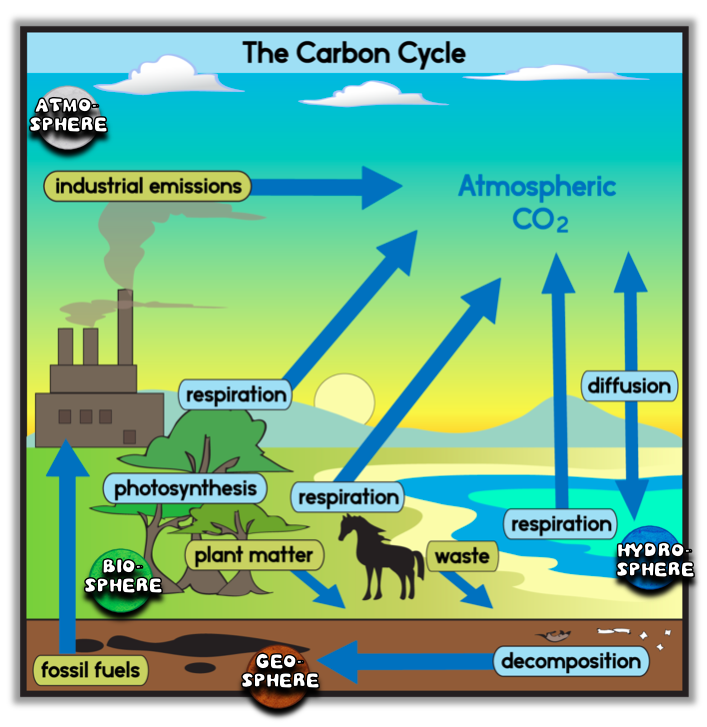 The Carbon Cycle
ATMO-
SPHERE
industrial emissions
Atmospheric
CO2
respiration
diffusion
photosynthesis
respiration
respiration
plant matter
waste
BIO-
SPHERE
HYDRO-
SPHERE
fossil fuels
GEO-
SPHERE
decomposition